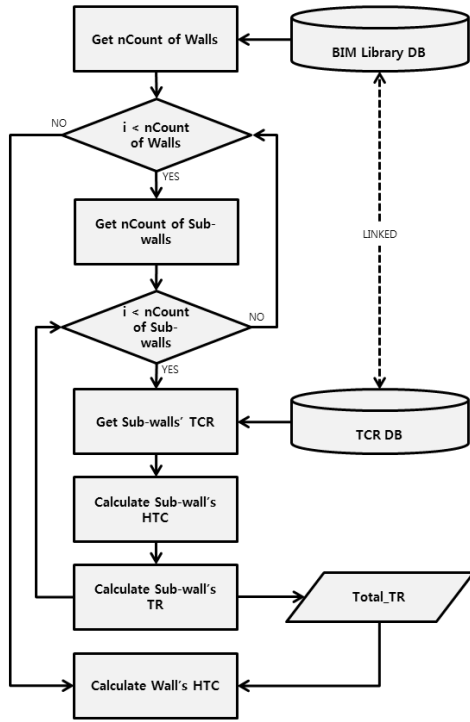 Get nCount of Walls
BIM Library DB
NO
i < nCount
of Walls
YES
Get nCount of Sub-
walls
LINKED
i < nCount
of Sub-
walls
NO
YES
Get Sub-walls' TCR
TCR DB
Calculate Sub-wall's
HTC
Calculate Sub-wall's
TR
Total_TR
Calculate Wall's HTC